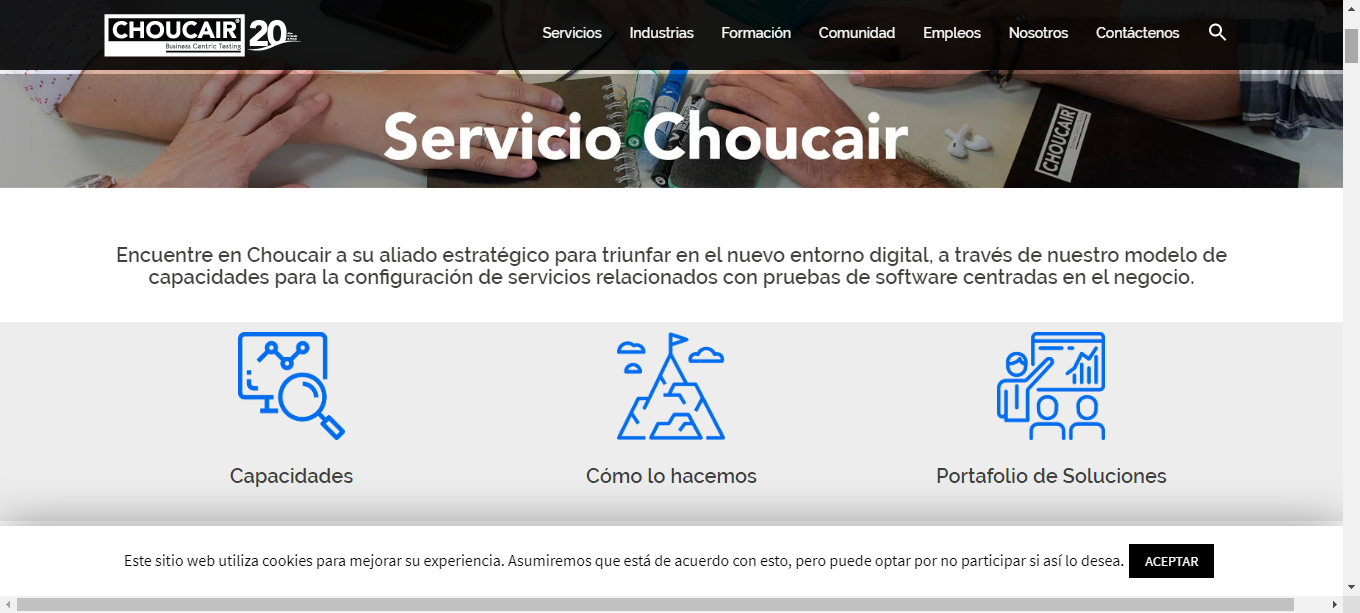 CHOUCAIR
Business Centric Testing
20
Servicios Industrias Formación Comunidad Empleos Nosotros Contáctenos
Servicio Choucair
CHOUCAIR
Encuentre en Choucair a su aliado estratégico para triunfar en el nuevo entorno digital, a través de nuestro modelo de
capacidades para la configuración de servicios relacionados con pruebas de software centradas en el negocio.
Capacidades Cómo lo hacemos Portafolio de Soluciones
Este sitio web utiliza cookies para mejorar su experiencia. Asumiremos que está de acuerdo con esto, pero puede optar por no participar si así lo desea. ACEPTAR